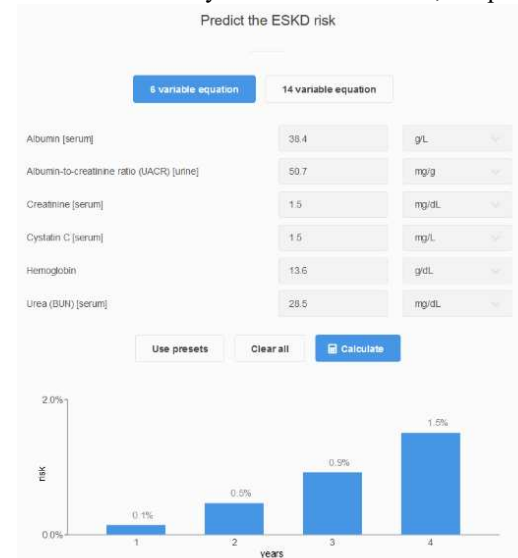 Predict the ESKD risk
6 variable equation 14 variable equation
Albumin [serum] 38.4 g/L
Albumin-to-creatinine ratio (UACR) [urine] 50.7 mg/g
Creatinine [serum] 1.5 mg/dL
Cystatin C [serum] 1.5 mg/L
Hemoglobin 13.6 g/dL
Urea (BUN) [serum] 28.5 mg/dL
Use presets Clear all Calculate
2.0%
1.5%
0.9%
risk
0.5%
0.1%
0.0%
1 2 3 4
years